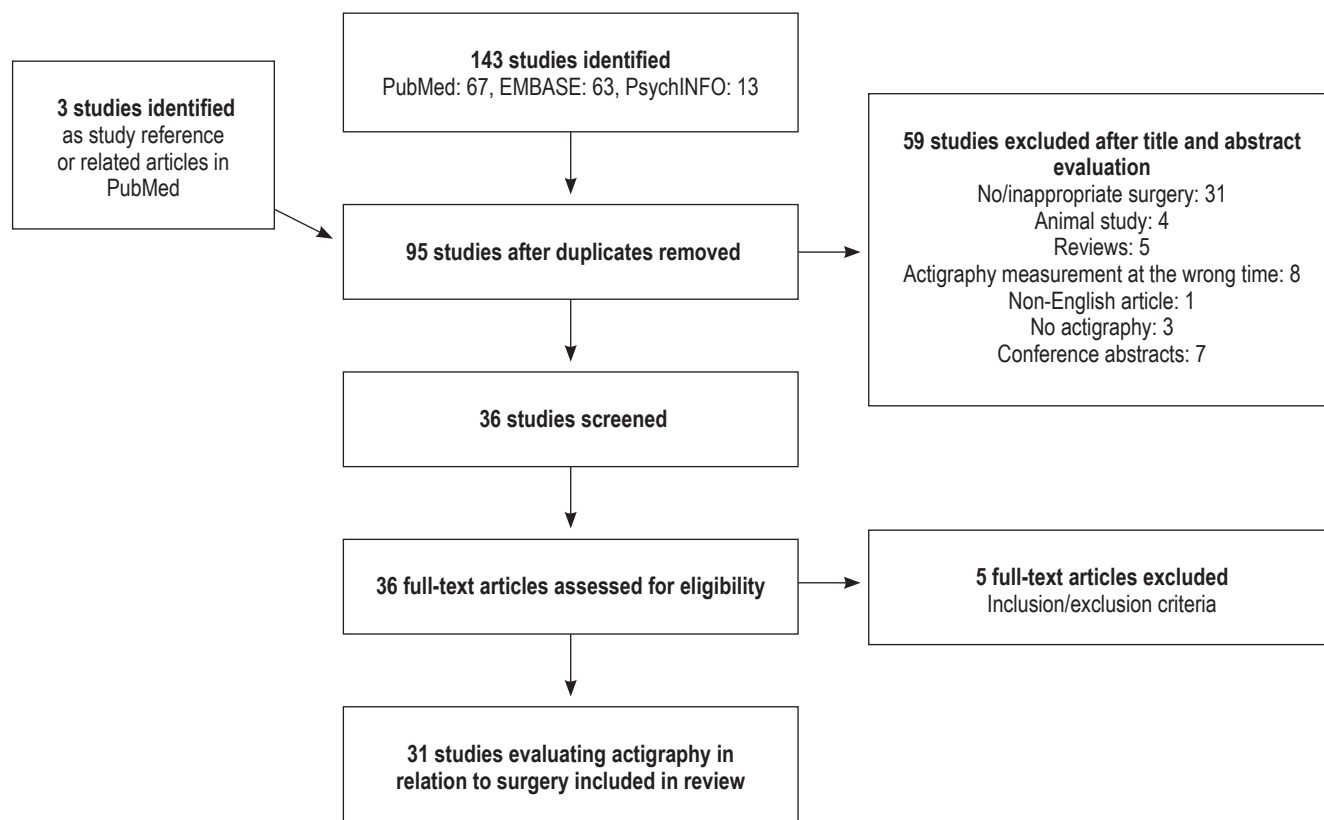 143 studies identified
PubMed: 67, EMBASE: 63, PsychINFO: 13
3 studies identified
as study reference
or related articles in
PubMed
59 studies excluded after title and abstract
evaluation
No/inappropriate surgery: 31
Animal study: 4
Reviews: 5
Actigraphy measurement at the wrong time: 8
Non-English article: 1
No actigraphy: 3
Conference abstracts: 7
95 studies after duplicates removed
36 studies screened
36 full-text articles assessed for eligibility
5 full-text articles excluded
Inclusion/exclusion criteria
31 studies evaluating actigraphy in
relation to surgery included in review